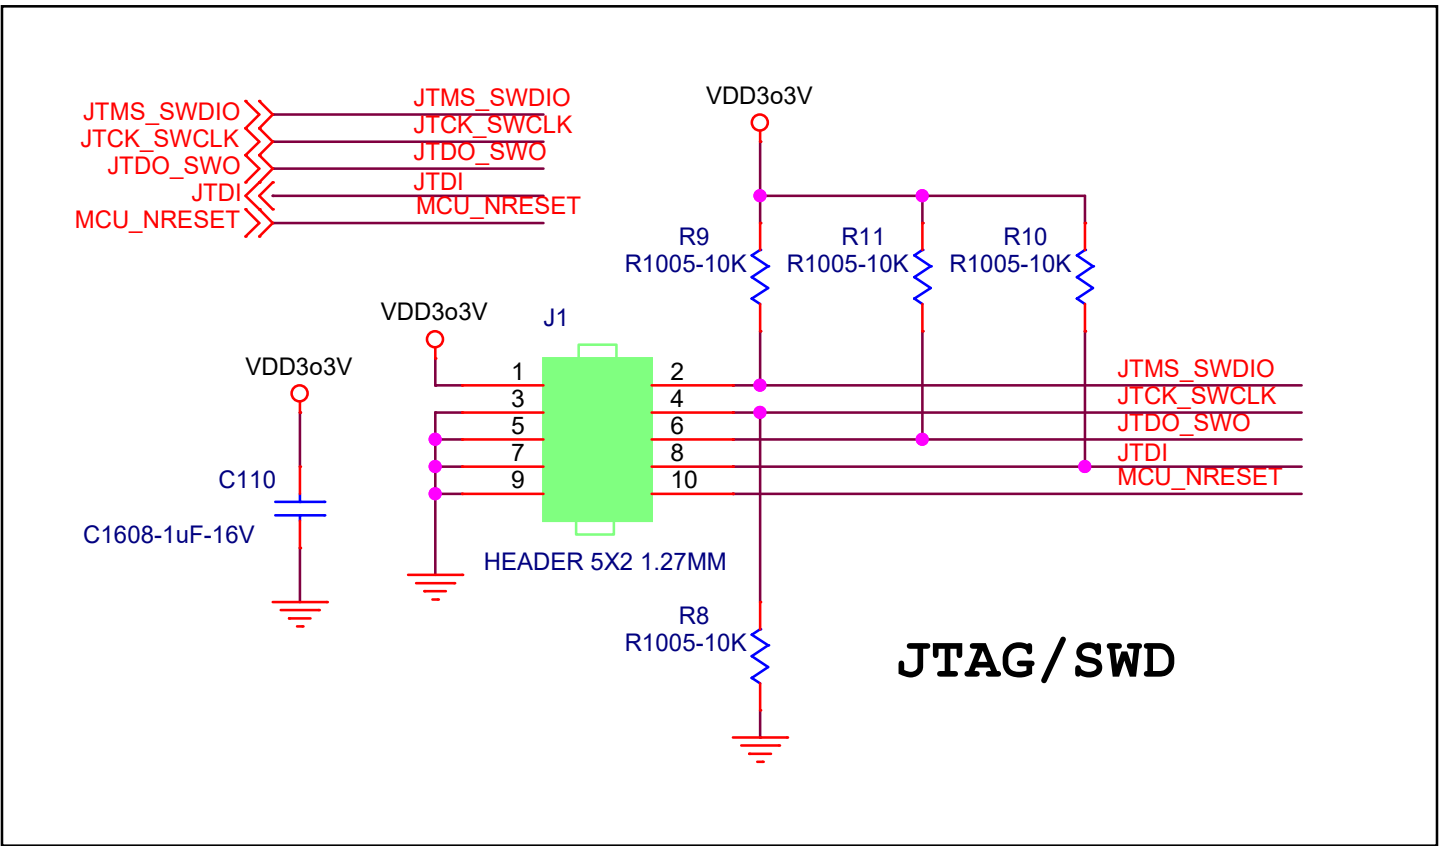 JTMS_SWDIO JTMS_SWDIO
JTCK_SWCLK JTCK_SWCLK
JTDO_SWO JTDO_SWO
JTDI JTDI
MCU_NRESET MCU_NRESET
VDD3o3V
R9 R11 R10
R1005-10K R1005-10K R1005-10K
VDD3o3V
J1
VDD3o3V
1 2 JTMS_SWDIO
3 4 JTCK_SWCLK
5 6 JTDO_SWO
7 8 JTDI
9 10 MCU_NRESET
C110
C1608-1uF-16V
HEADER 5X2 1.27MM
R8
R1005-10K
JTAG/SWD